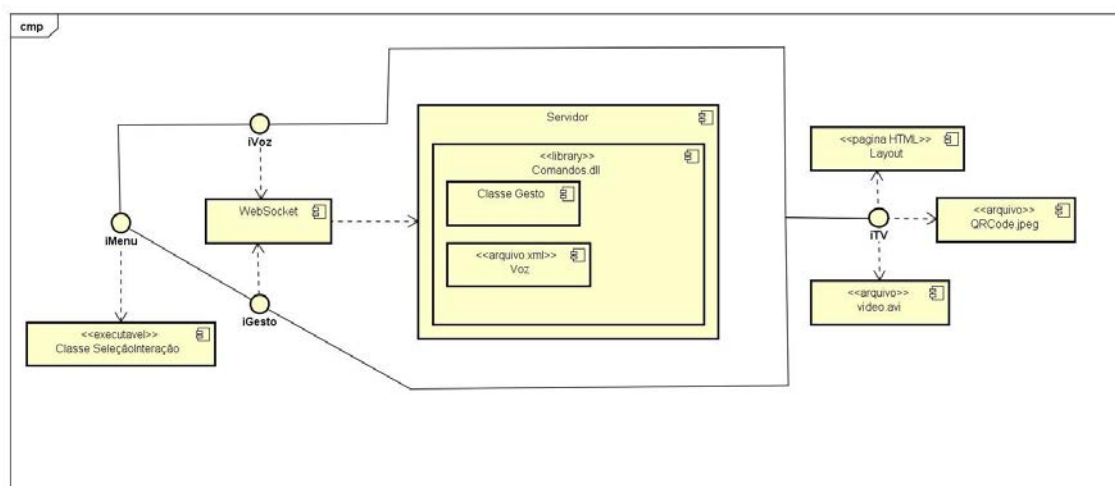 cmp
iVoz
WebSocket
iMenu
iGesto
<<executavel>>
Classe SeleçãoInteração
Servidor
<<library>>
Comandos.dll
Classe Gesto
<<arquivo.xml>>
Voz
<<pagina HTML>>
Layout
iTV
<<arquivo>>
QRCode.jpeg
<<arquivo>>
video.avi